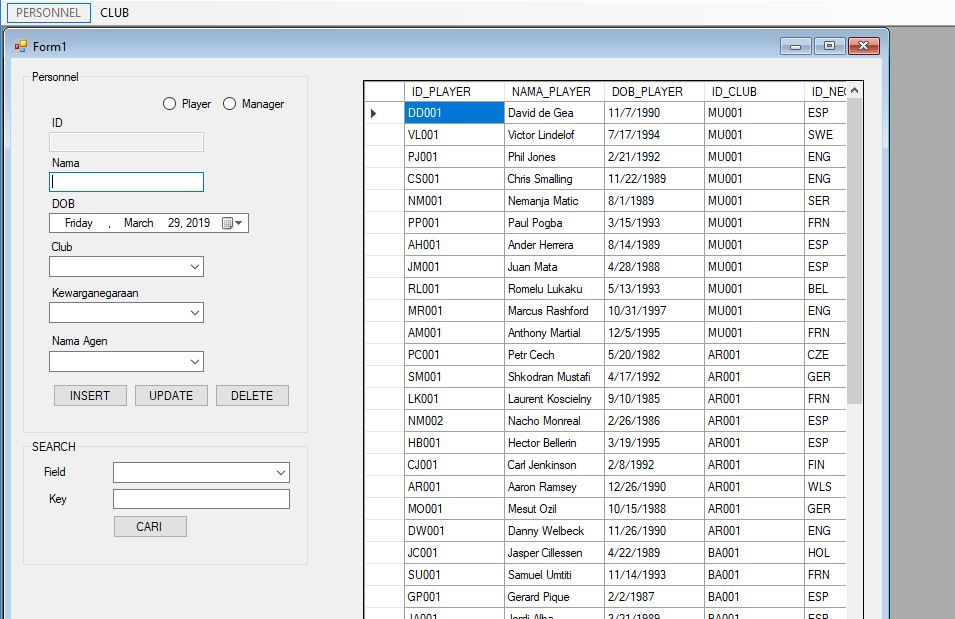 PERSONNEL CLUB
Form1
Personnel
Player Manager
ID
Nama
DOB
Friday , March 29, 2019
Club
Kewarganegaraan
Nama Agen
INSERT UPDATE DELETE
SEARCH
Field
Key
CARI
ID_PLAYER NAMA_PLAYER DOB_PLAYER ID_CLUB
DD001 David de Gea 11/7/1990 MU001 ESP
VL001 Victor Lindelof 7/17/1994 MU001 SWE
PJ001 Phil Jones 2/21/1992 MU001 ENG
CS001 Chris Smalling 11/22/1989 MU001 ENG
NM001 Nemanja Matic 8/1/1989 MU001 SER
PP001 Paul Pogba 3/15/1993 MU001 FRN
AH001 Ander Herrera 8/14/1989 MU001 ESP
JM001 Juan Mata 4/28/1988 MU001 ESP
RL001 Romelu Lukaku 5/13/1993 MU001 BEL
MR001 Marcus Rashford 10/31/1997 MU001 ENG
AM001 Anthony Martial 12/5/1995 MU001 FRN
PC001 Petr Cech 5/20/1982 AR001 CZE
SM001 Shkodran Mustafi 4/17/1992 AR001 GER
LK001 Laurent Koscielny 9/10/1985 AR001 FRN
NM002 Nacho Monreal 2/26/1986 AR001 ESP
HB001 Hector Bellerin 3/19/1995 AR001 ESP
CJ001 Carl Jenkinson 2/8/1992 AR001 FIN
AR001 Aaron Ramsey 12/26/1990 AR001 WLS
MO001 Mesut Ozil 10/15/1988 AR001 GER
DW001 Danny Welbeck 11/26/1990 AR001 ENG
JC001 Jasper Cillessen 4/22/1989 BA001 HOL
SU001 Samuel Umtiti 11/14/1993 BA001 FRN
GP001 Gerard Pique 2/2/1987 BA001 ESP
JA001 Jordi Alba 3/21/1989 BA001 ESP